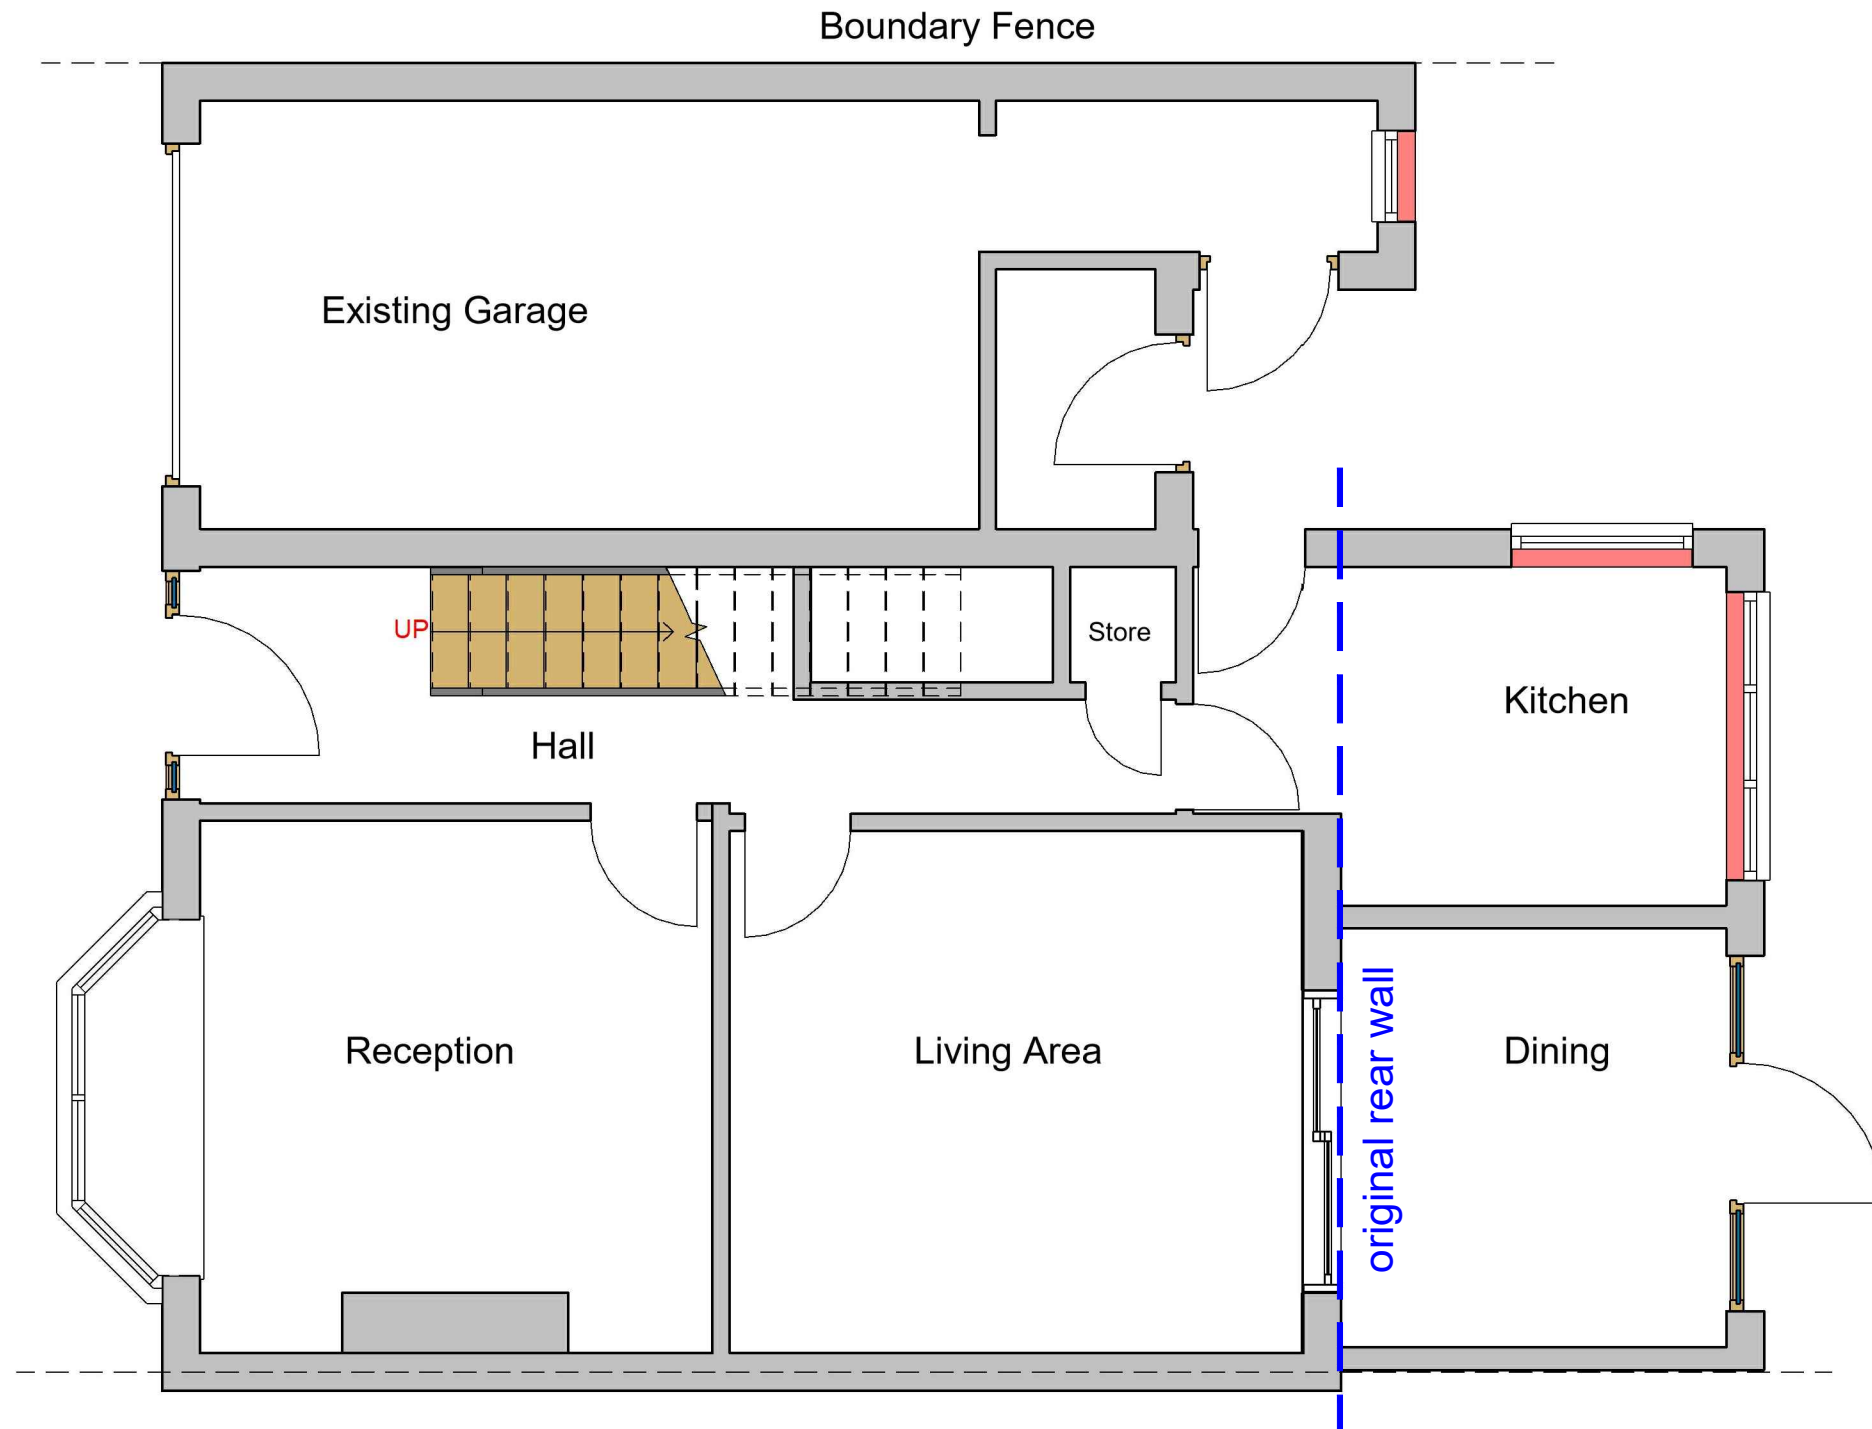 Boundary Fence
Existing Garage
UP
Store
Kitchen
Hall
Reception
Living Area
original rear wall
Dining